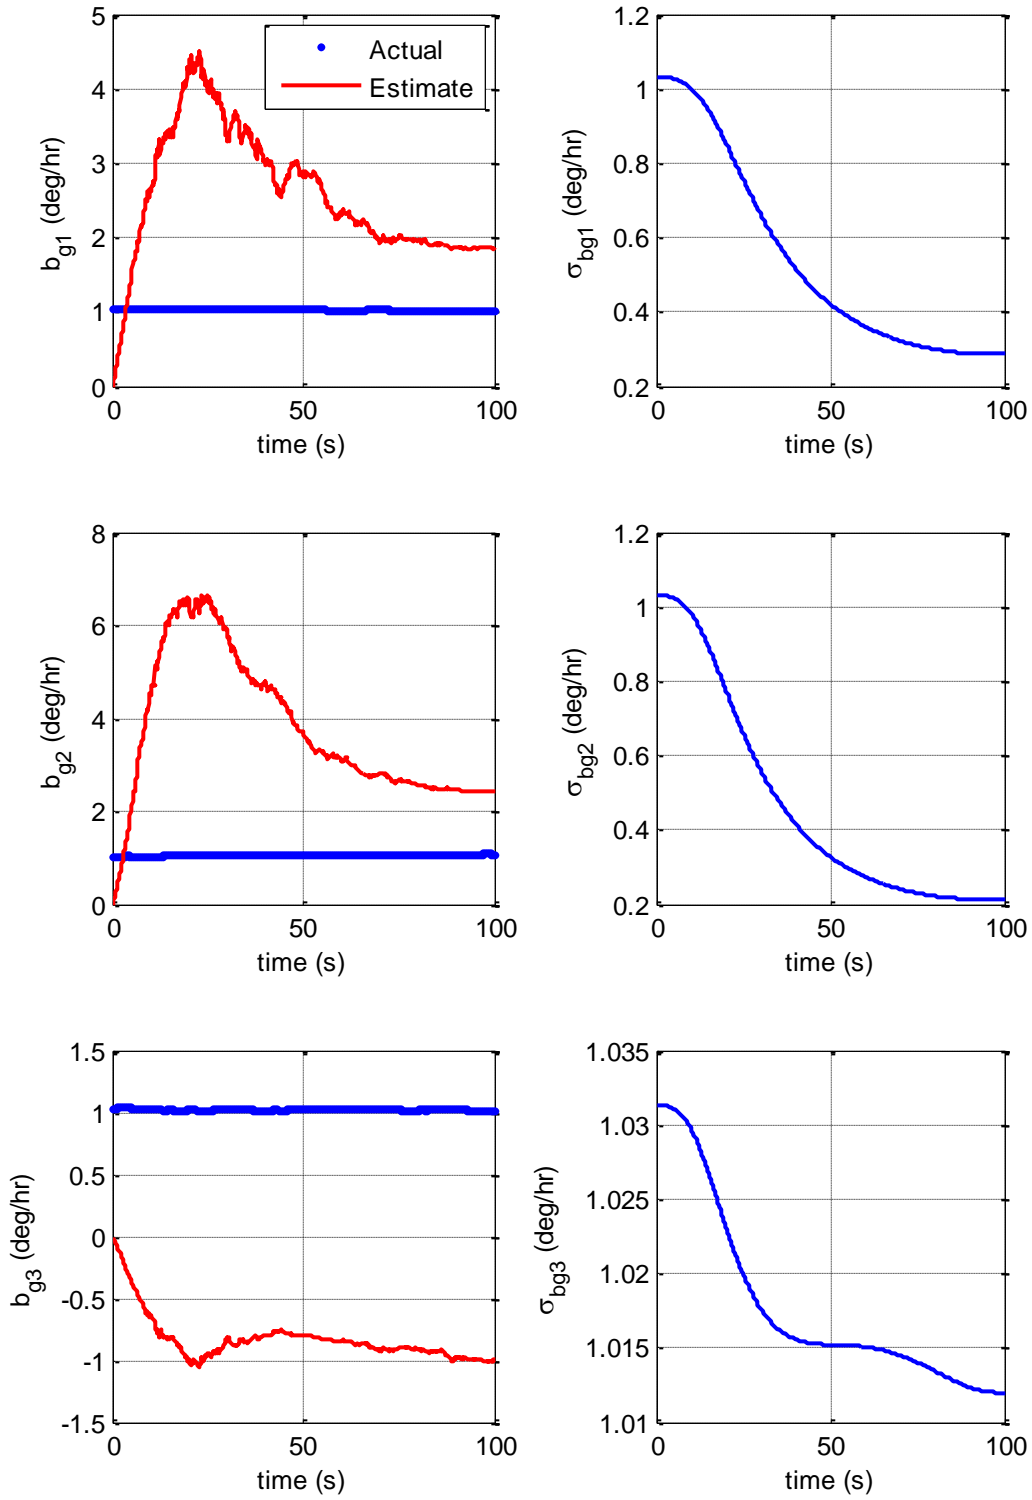 5
4
3
2
1
0
b_g1 (deg/hr)
Actual
Estimate
0 50 100
time (s)
1.2
1
0.8
0.6
0.4
0.2
σ_bg1 (deg/hr)
0 50 100
time (s)
8
6
4
2
0
b_g2 (deg/hr)
0 50 100
time (s)
1.2
1
0.8
0.6
0.4
0.2
σ_bg2 (deg/hr)
0 50 100
time (s)
1.5
1
0.5
0
-0.5
-1
-1.5
b_g3 (deg/hr)
0 50 100
time (s)
1.035
1.03
1.025
1.02
1.015
1.01
σ_bg3 (deg/hr)
0 50 100
time (s)